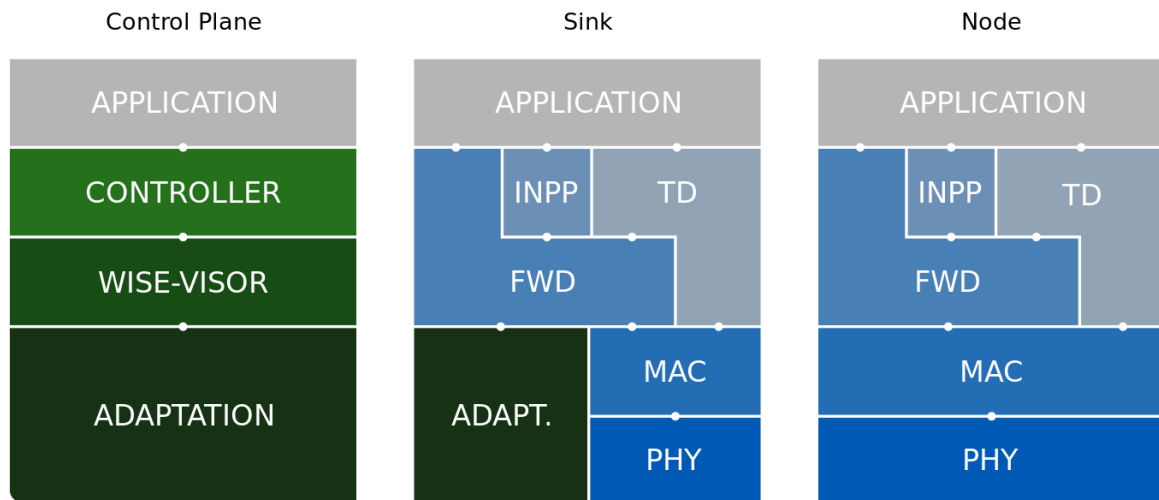 Control Plane
APPLICATION
CONTROLLER
WISE-VISOR
ADAPTATION
Sink
APPLICATION
INPP
TD
FWD
ADAPT.
MAC
PHY
Node
APPLICATION
INPP
TD
FWD
MAC
PHY